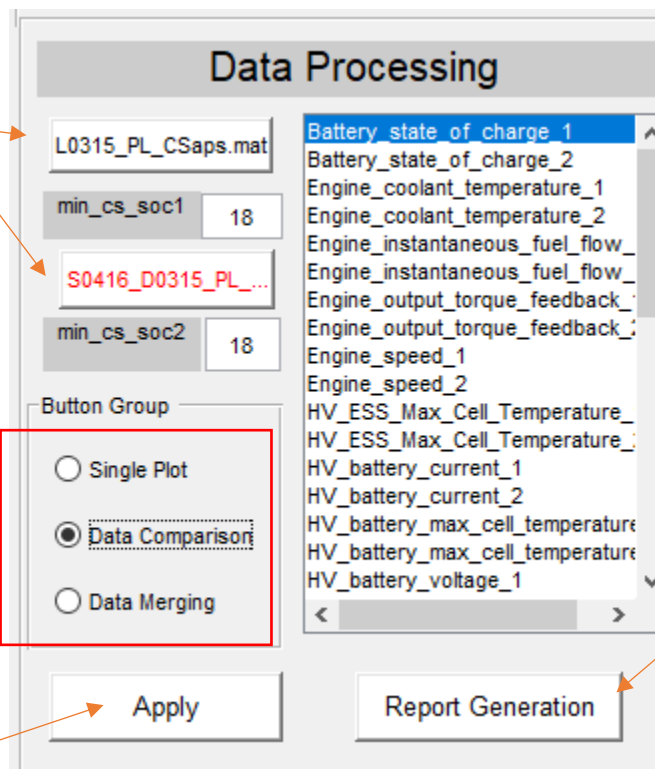 Data Processing
L0315_PL_CSaps.mat
min_cs_soc1
18
S0416_D0315_PL_...
min_cs_soc2
18
Button Group
Single Plot
Data Comparison
Data Merging
Battery_state_of_charge_1
Battery_state_of_charge_2
Engine_coolant_temperature_1
Engine_coolant_temperature_2
Engine_instantaneous_fuel_flow_
Engine_instantaneous_fuel_flow_
Engine_output_torque_feedback_
Engine_output_torque_feedback_
Engine_speed_1
Engine_speed_2
HV_ESS_Max_Cell_Temperature_
HV_ESS_Max_Cell_Temperature_
HV_battery_current_1
HV_battery_current_2
HV_battery_max_cell_temperature
HV_battery_max_cell_temperature
HV_battery_voltage_1
Apply
Report Generation